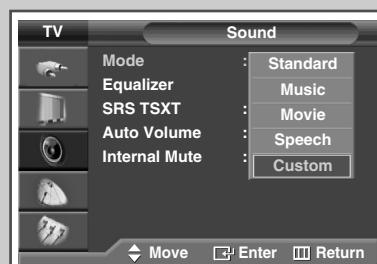 TV Sound
Mode : Standard
Equalizer Music
SRS TSXT : Movie
Auto Volume : Speech
Internal Mute : Custom
Move Enter Return